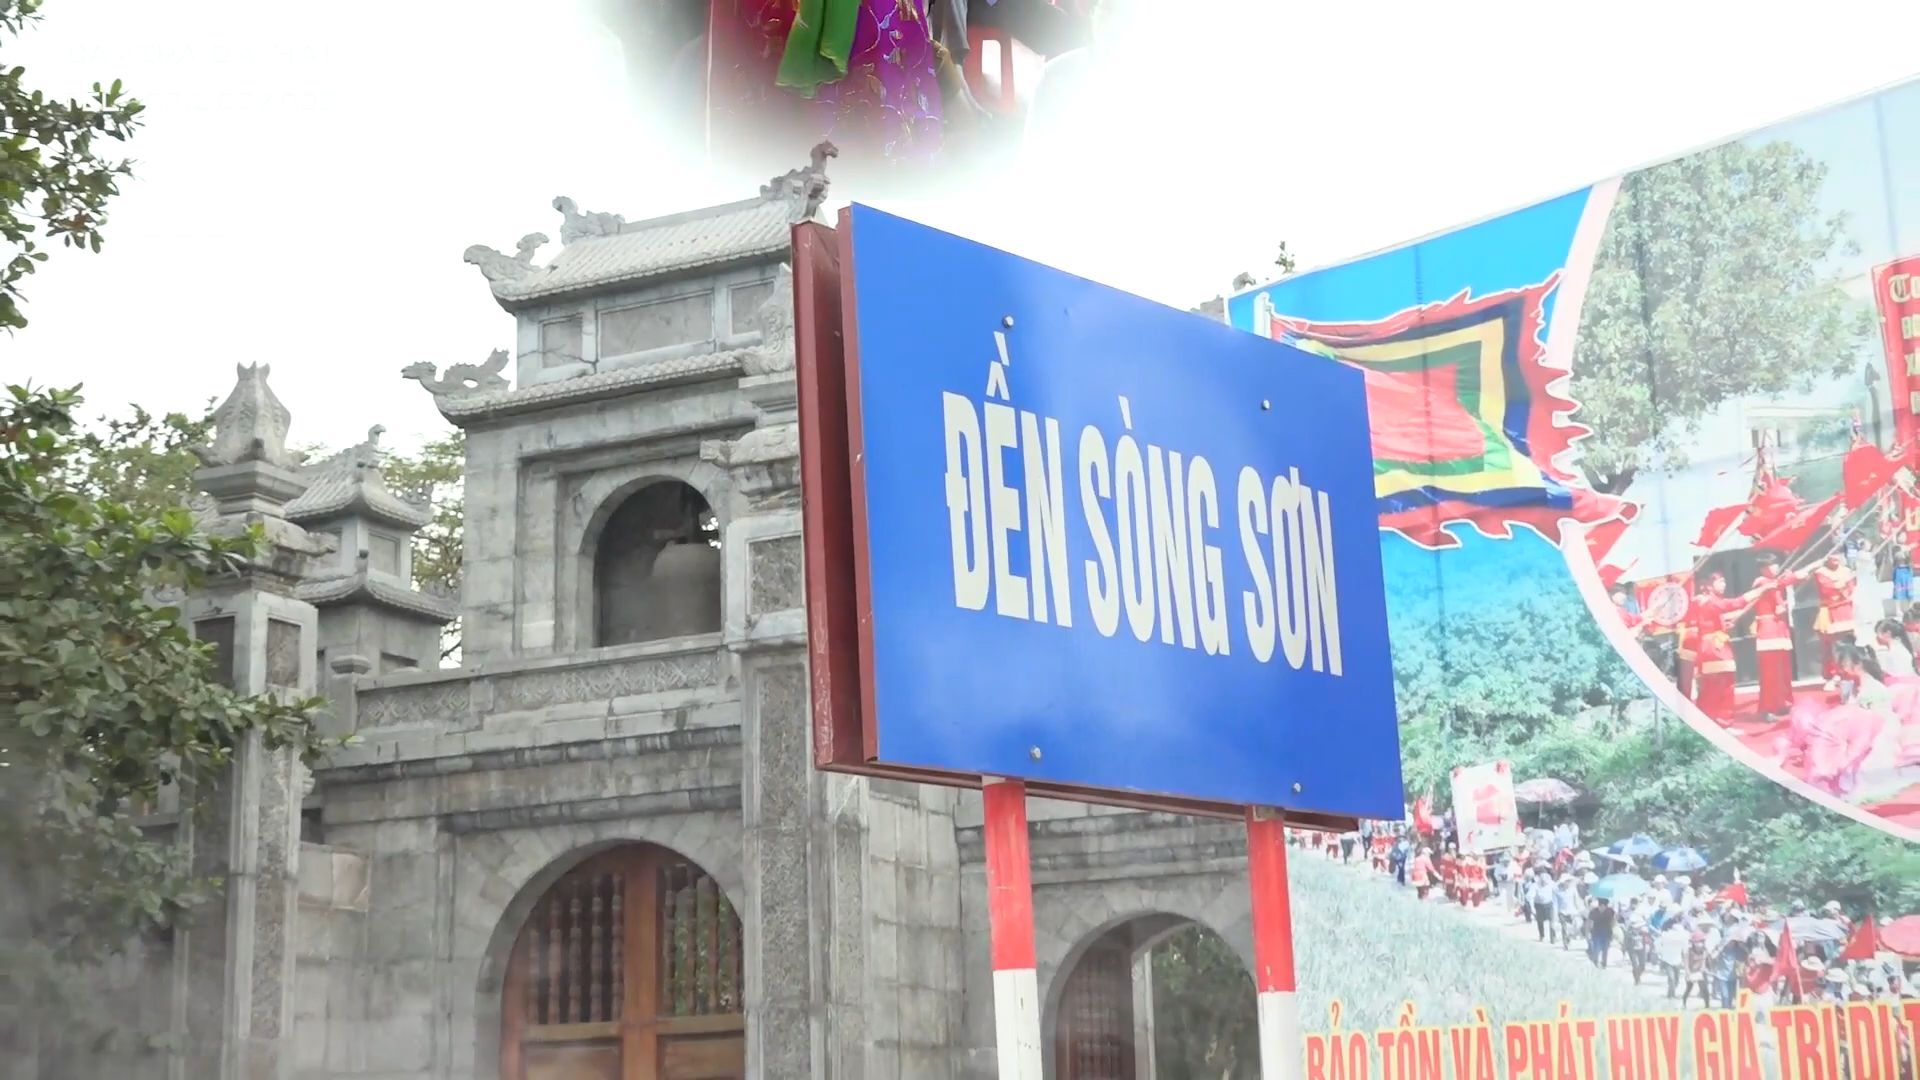 ĐỀN SÒNG SƠN
BẢO TỒN VÀ PHÁT HUY GIÁ TRỊ DI